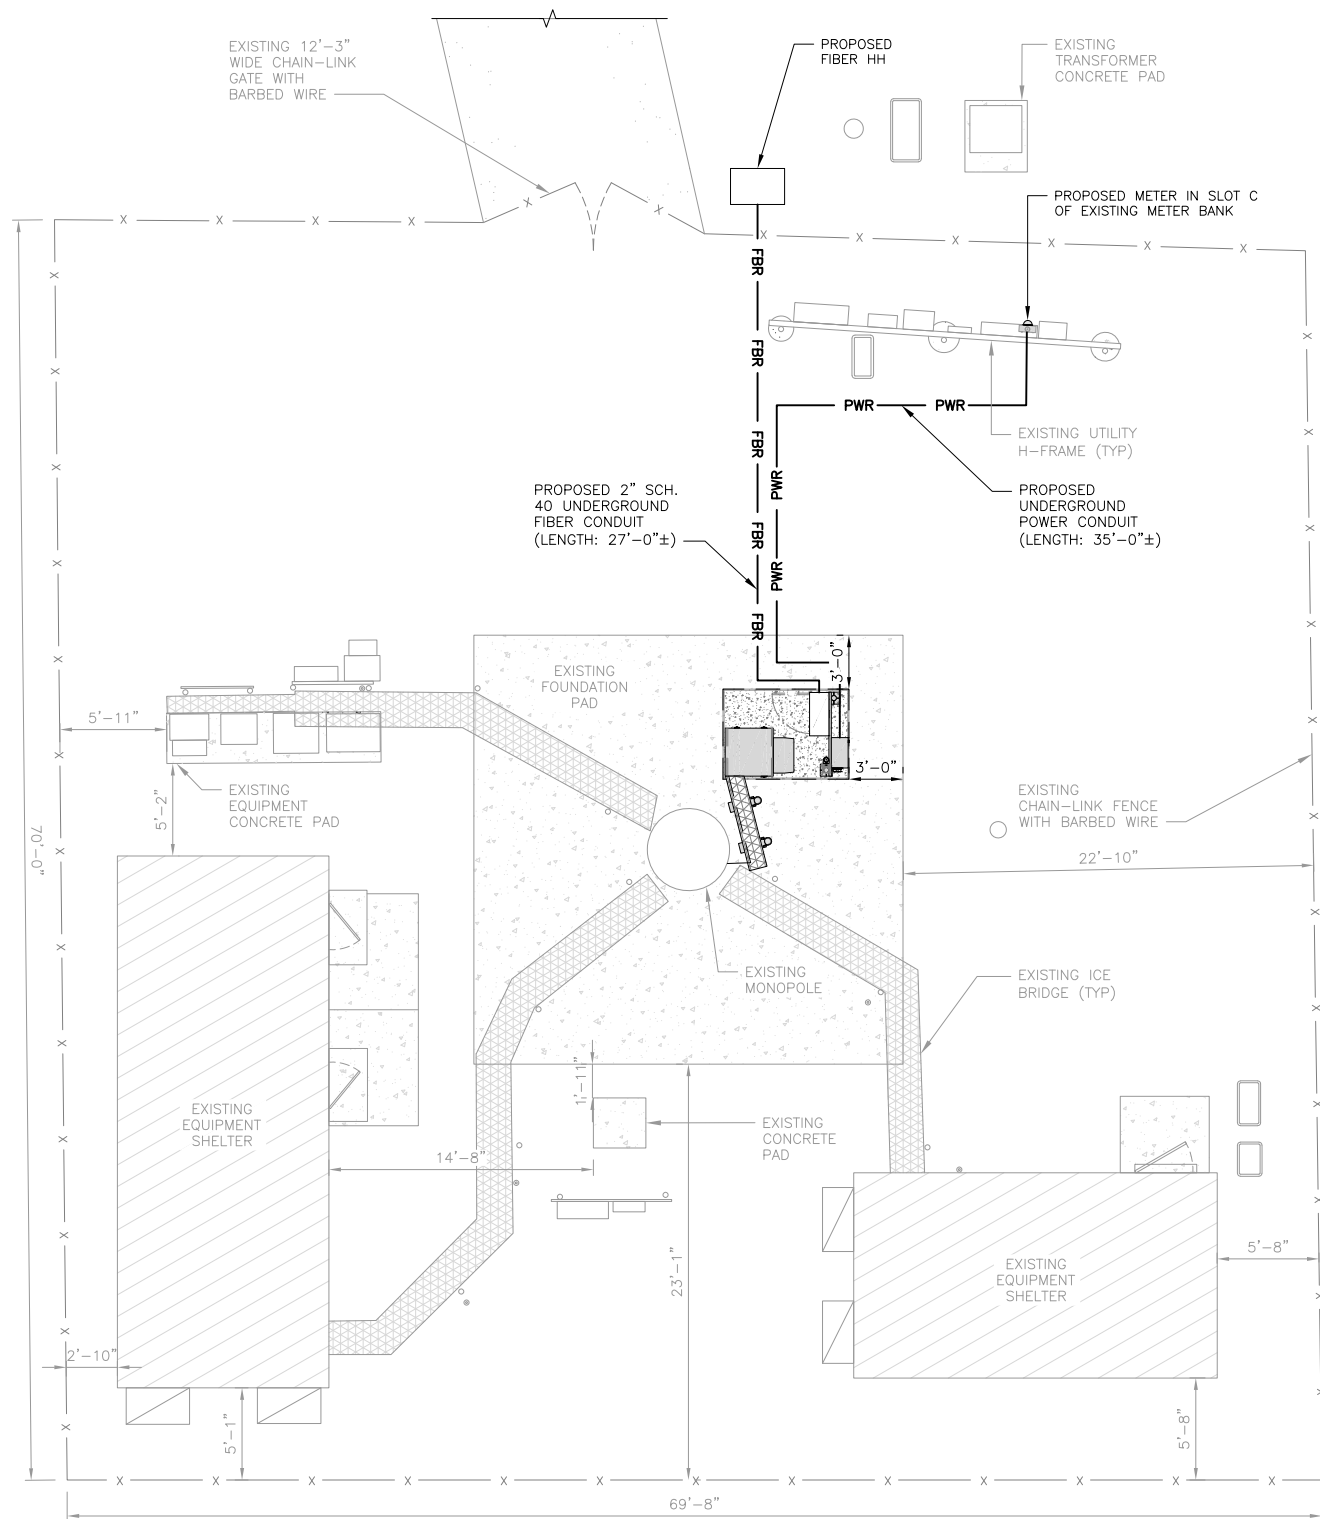 EXISTING 12'-3"
WIDE CHAIN-LINK
GATE WITH
BARBED WIRE
PROPOSED
FIBER HH
EXISTING
TRANSFORMER
CONCRETE PAD
PROPOSED METER IN SLOT C
OF EXISTING METER BANK
X X X X X X X X X X X X
FBR
FBR
FBR
FBR
FBR
PWR PWR
PWR
PWR
EXISTING UTILITY
H-FRAME (TYP)
PROPOSED 2" SCH.
40 UNDERGROUND
FIBER CONDUIT
(LENGTH: 27'-0"±)
PROPOSED
UNDERGROUND
POWER CONDUIT
(LENGTH: 35'-0"±)
EXISTING
FOUNDATION
PAD
3'-0"
3'-0"
5'-11"
5'-2"
EXISTING
EQUIPMENT
CONCRETE PAD
70'-0"
EXISTING
CHAIN-LINK FENCE
WITH BARBED WIRE
22'-10"
EXISTING
MONOPOLE
EXISTING ICE
BRIDGE (TYP)
1'-11"
EXISTING
EQUIPMENT
SHELTER
EXISTING
CONCRETE
PAD
14'-8"
23'-1"
EXISTING
EQUIPMENT
SHELTER
5'-8"
2'-10"
5'-1"
5'-8"
X X X X X X X X X X X X X
69'-8"